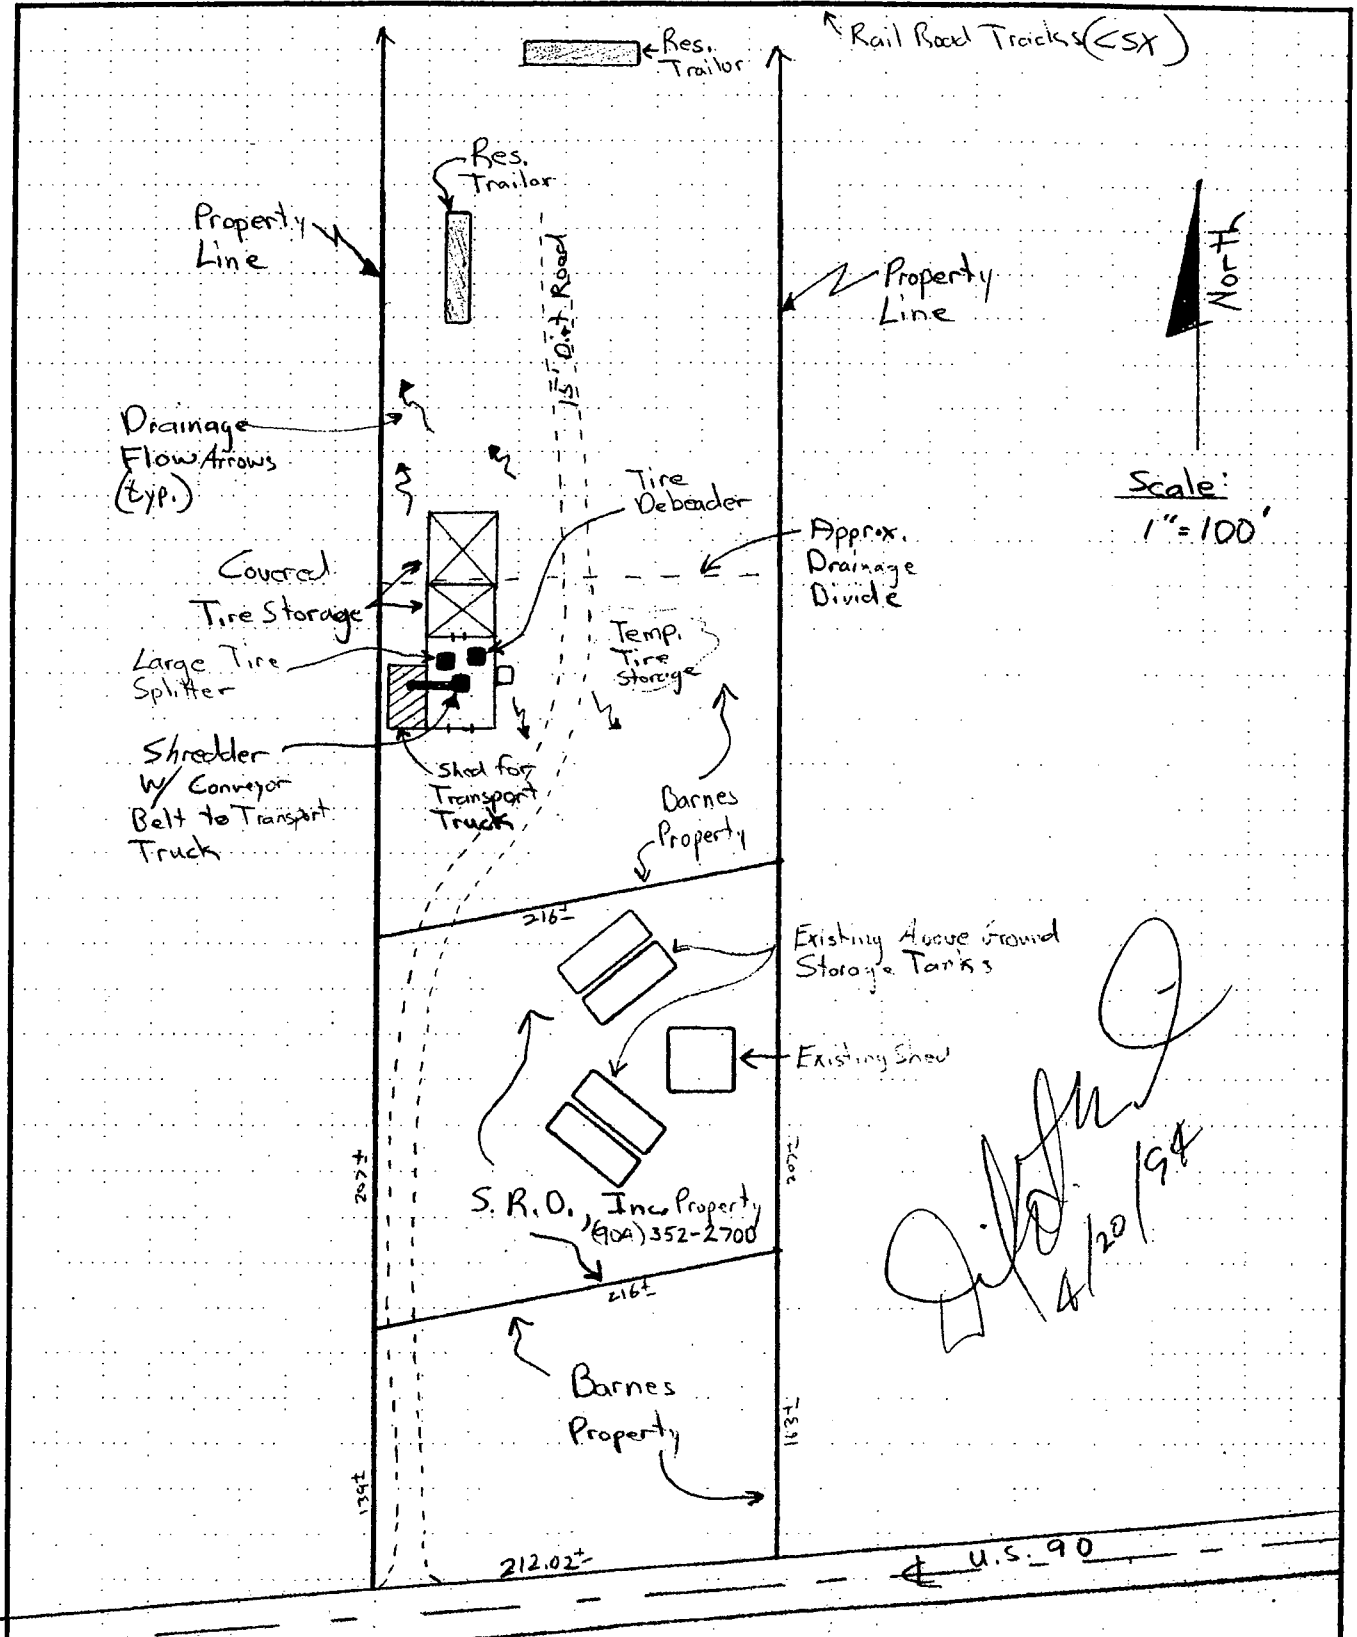 Rail Road Tracks (CSX)
Res.
Trailor
Res.
Trailor
Property
Line
North
15' Dirt Road
Property
Line
Drainage
Flow Arrows
(typ.)
Tire
Debeader
Scale:
1"=100'
Approx.
Drainage
Divide
Covered
Tire Storage
Temp.
Tire
Storage
Large Tire
Splitter
Shredder
W/ Conveyor
Belt to Transport
Truck
Shed for
Transport
Truck
Barnes
Property
216±
Existing Above Ground
Storage Tanks
Existing Shed
207±
207±
S.R.O., Inc. Property
(904) 352-2700
4/20/94
216±
Barnes
Property
163±
139±
212.02±
U.S. 90